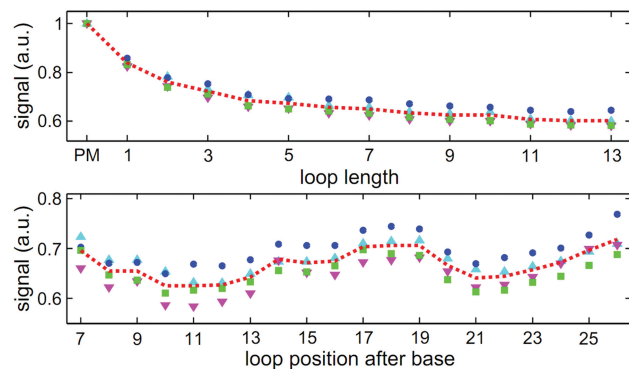 signal (a.u.)
1
0.8
0.6
PM 1 3 5 7 9 11 13
loop length
signal (a.u.)
0.8
0.7
0.6
7 9 11 13 15 17 19 21 23 25
loop position after base